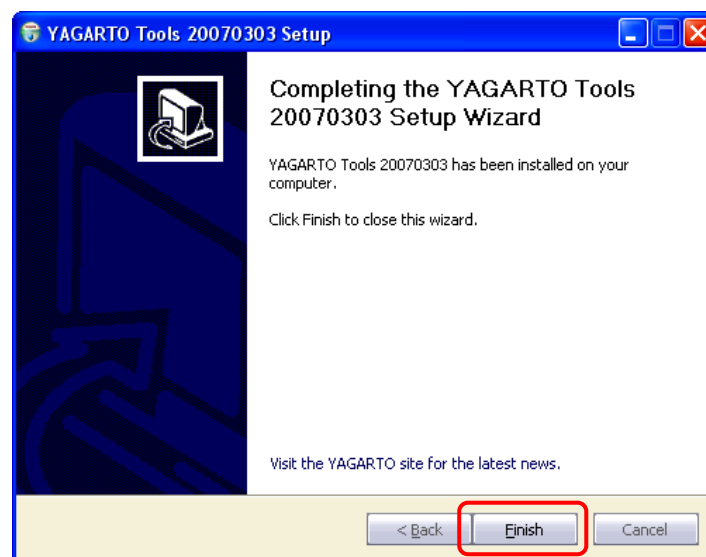 YAGARTO Tools 20070303 Setup
Completing the YAGARTO Tools
20070303 Setup Wizard
YAGARTO Tools 20070303 has been installed on your
computer.
Click Finish to close this wizard.
Visit the YAGARTO site for the latest news.
< Back Finish Cancel